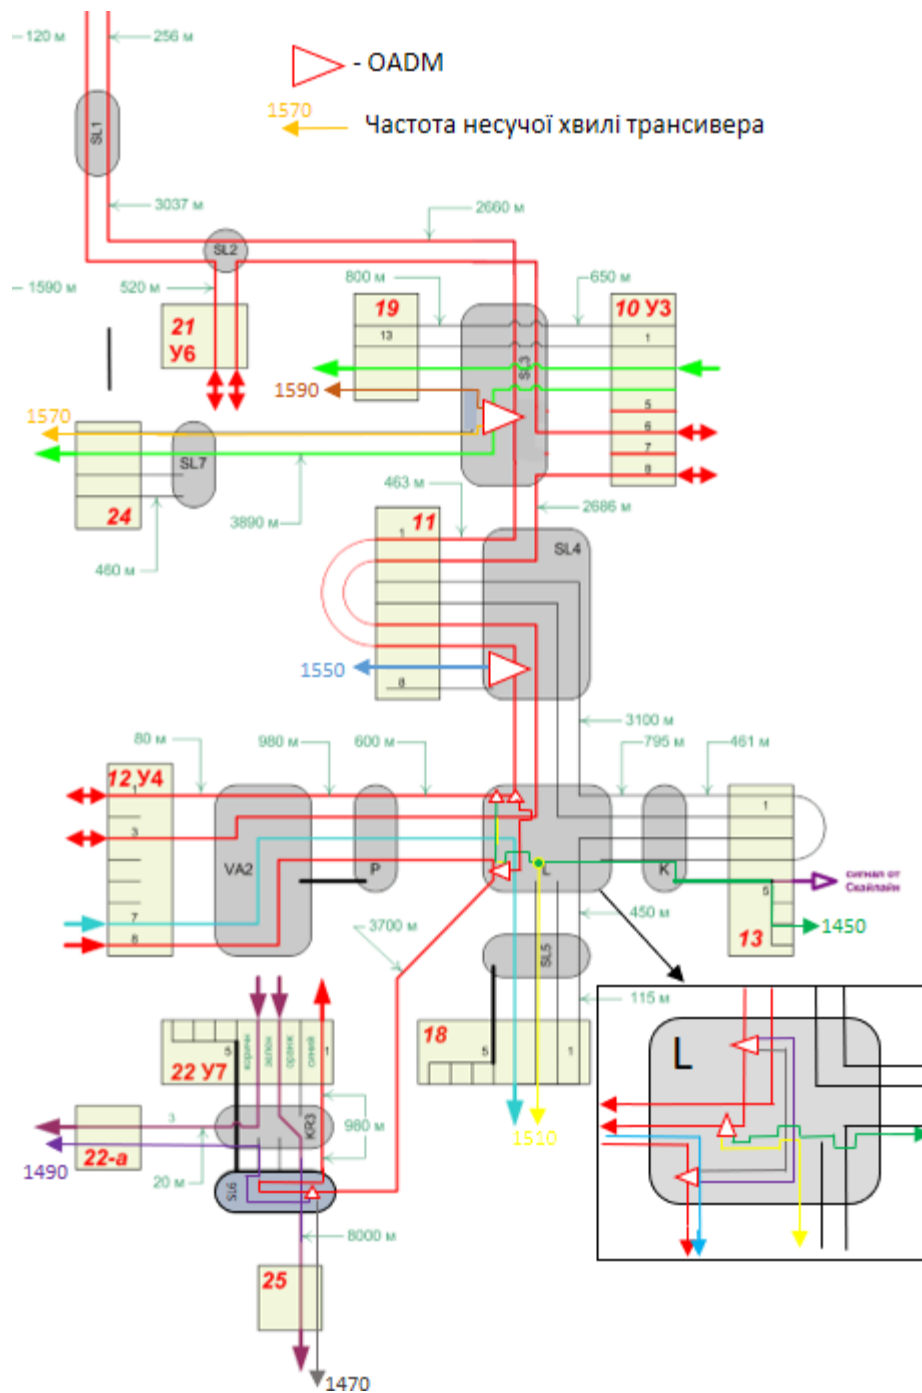 120 м
256 м
- OADM
1570
Частота несучої хвилі трансивера
SL1
3037 м
2660 м
SL2
1590 м
520 м
800 м
650 м
21
У6
19
13
10 У3
1
SL3
1590
5
6
7
8
1570
SL7
24
3890 м
460 м
463 м
2686 м
11
1
SL4
1550
8
3100 м
80 м
980 м
600 м
795 м
461 м
12 У4
1
3
7
8
VA2
P
L
K
1
5
13
сигнал от
Скайлайн
1450
3700 м
450 м
SL5
115 м
18
5
1
1510
22 У7
5
1
KR3
980 м
22-а
3
1490
20 м
SL6
8000 м
25
1470
L